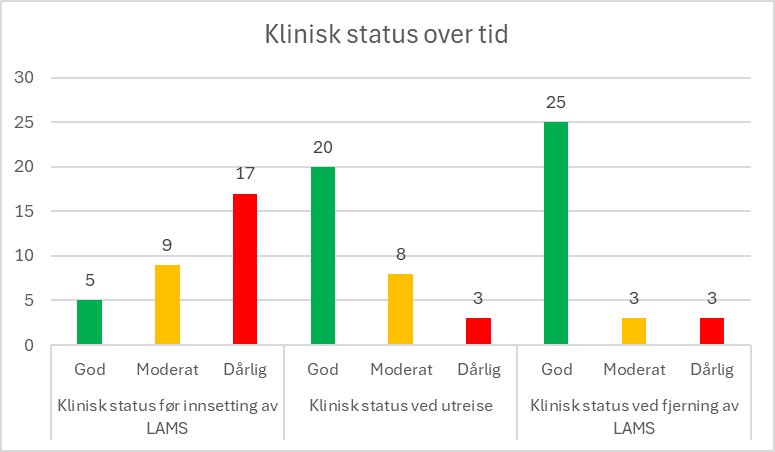 Klinisk status over tid
30
25
20
15
10
5
0
5
9
17
20
8
3
25
3
3
God Moderat Dårlig God Moderat Dårlig God Moderat Dårlig
Klinisk status før innsetting av
LAMS
Klinisk status ved utreise
Klinisk status ved fjerning av
LAMS